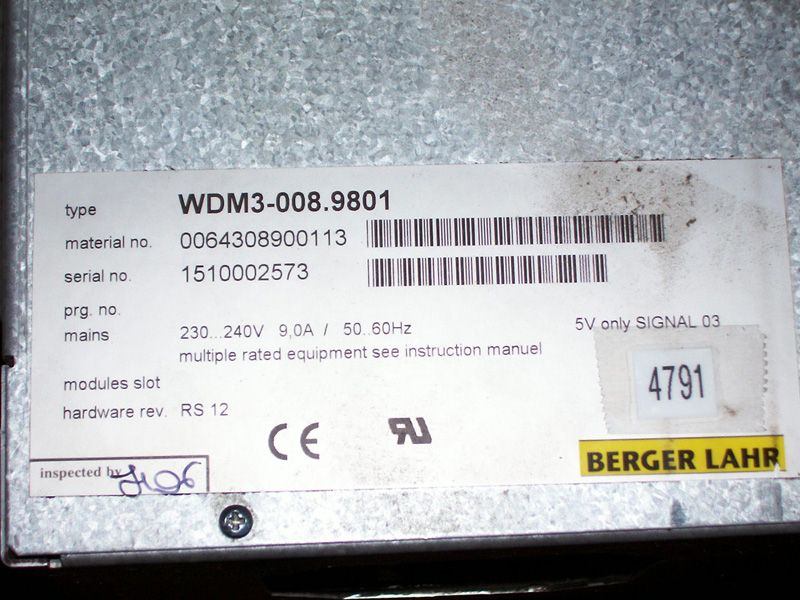 type WDM3-008.9801
material no. 0064308900113
serial no. 1510002573
prg. no.
mains 230...240V 9,0A / 50..60Hz 5V only SIGNAL 03
multiple rated equipment see instruction manuel
4791
modules slot
hardware rev. RS 12
CE RU
BERGER LAHR
inspected by